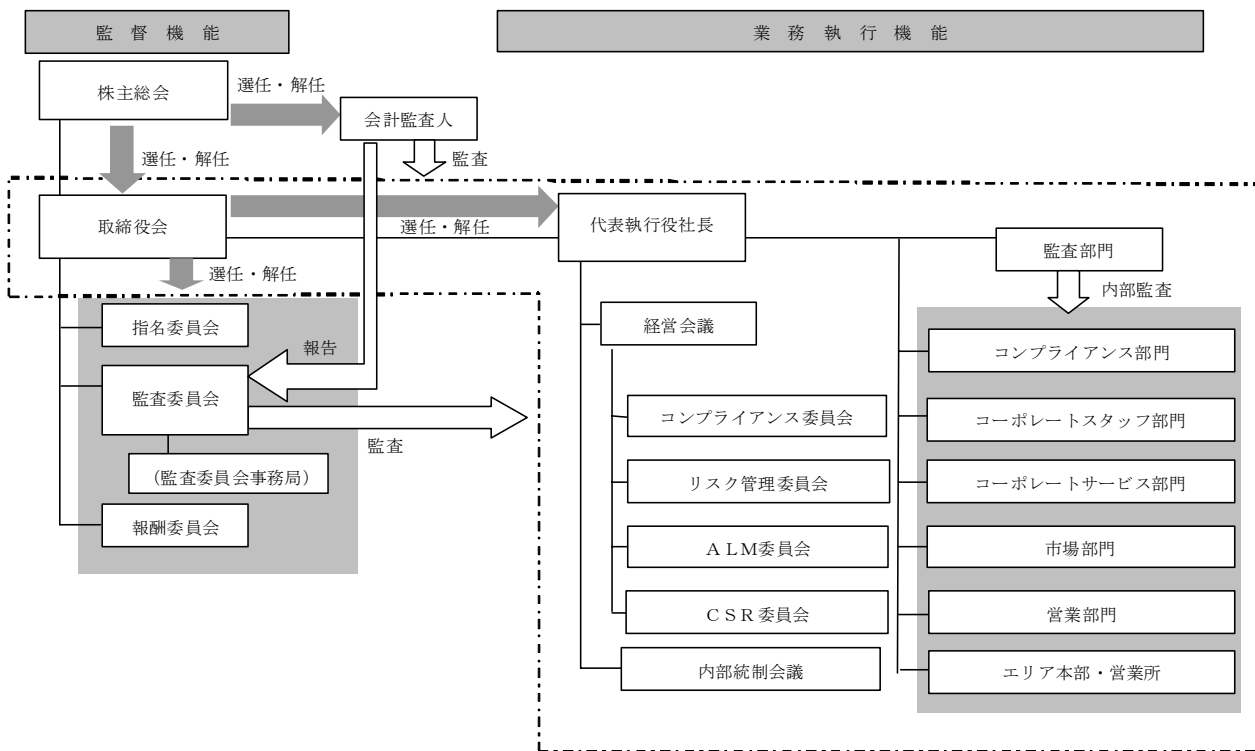 監督機能
業務執行機能
株主総会
選任・解任
会計監査人
選任・解任
監査
取締役会
選任・解任
代表執行役社長
監査部門
選任・解任
内部監査
指名委員会
報告
監査委員会
監査
（監査委員会事務局）
報酬委員会
経営会議
コンプライアンス委員会
リスク管理委員会
ＡＬＭ委員会
ＣＳＲ委員会
内部統制会議
コンプライアンス部門
コーポレートスタッフ部門
コーポレートサービス部門
市場部門
営業部門
エリア本部・営業所